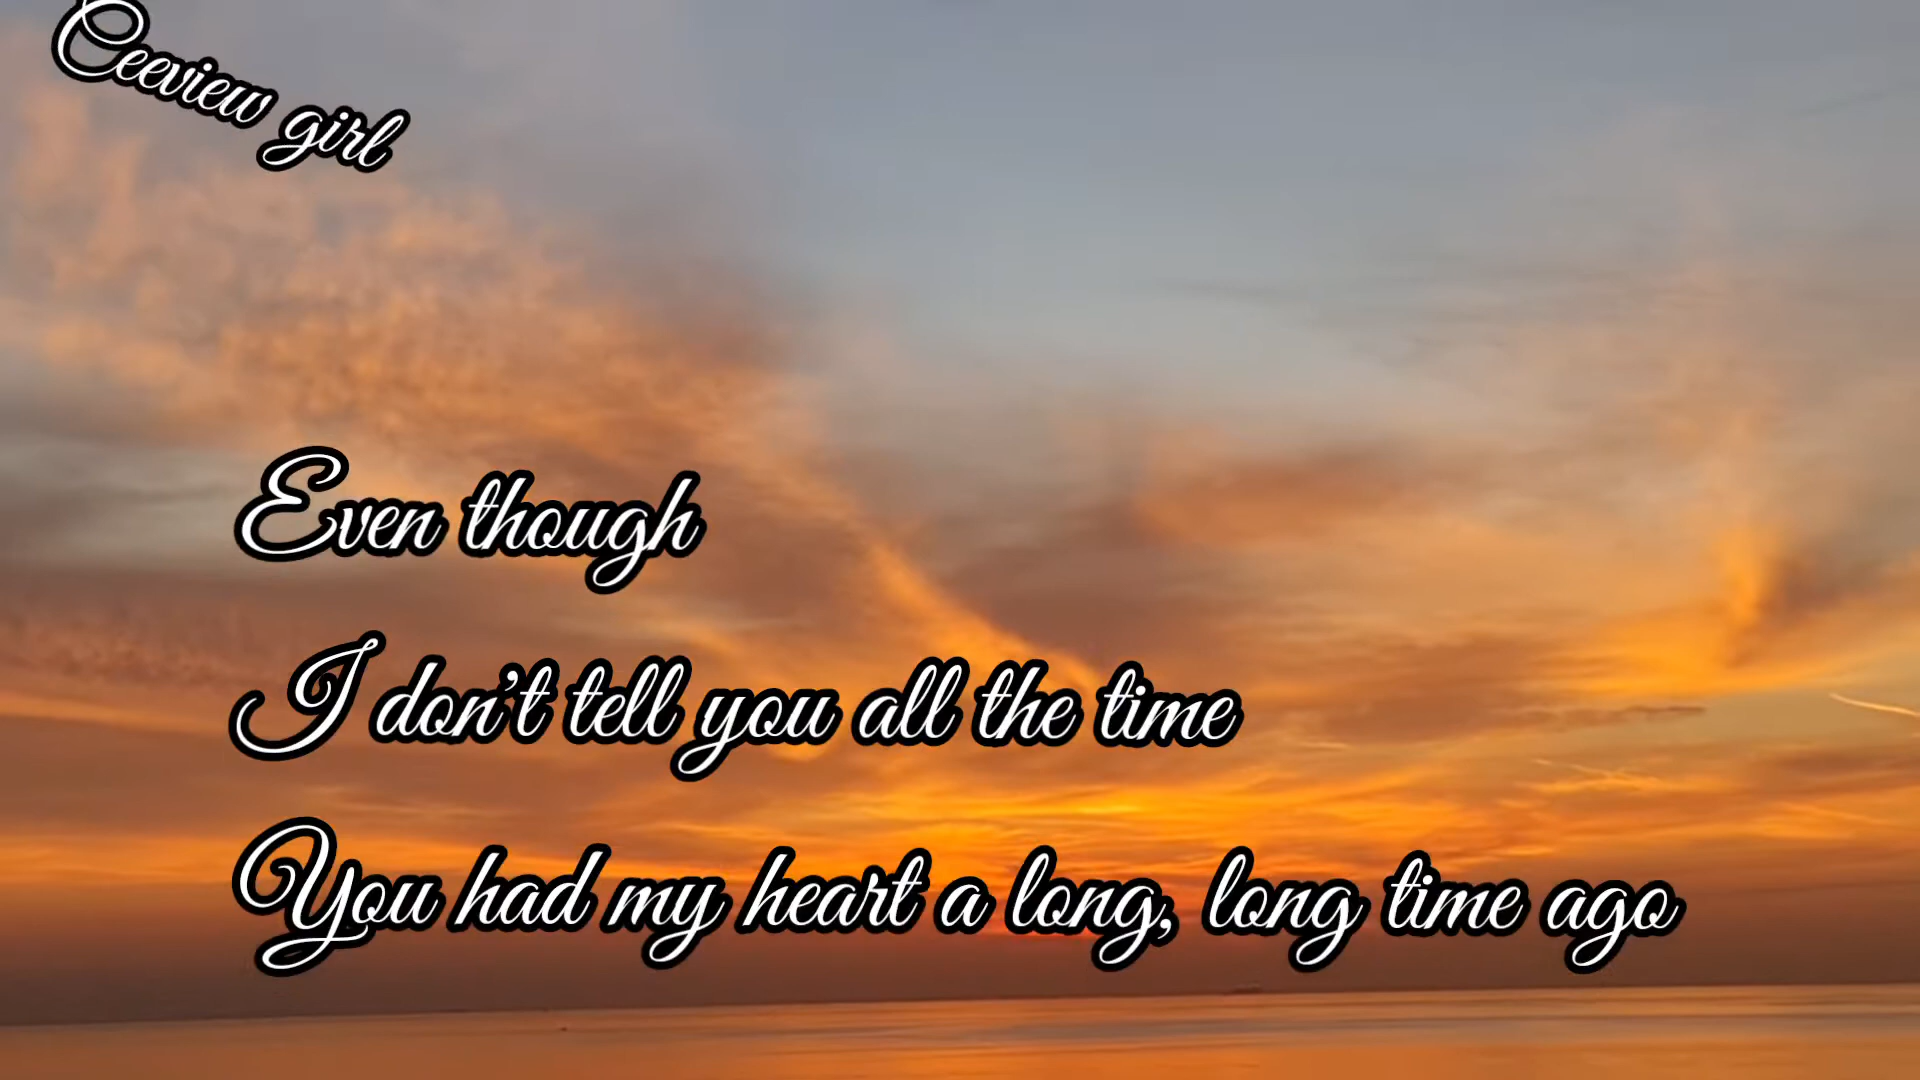 Ceeview girl
Even though
I don't tell you all the time
You had my heart a long, long time ago